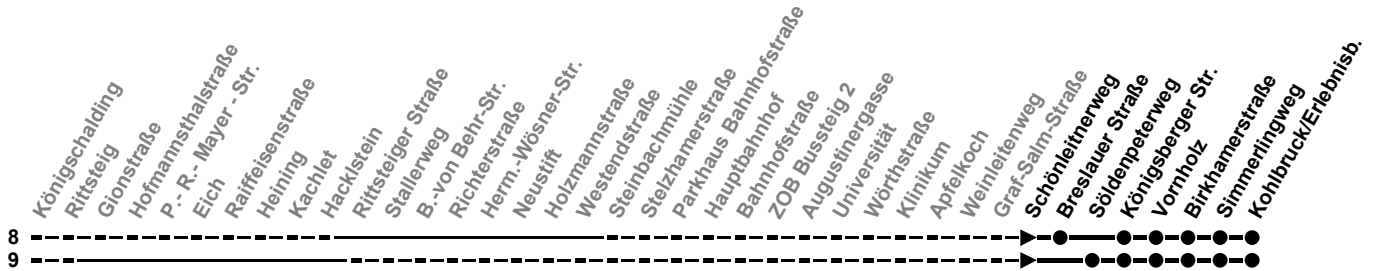 Königschalding
Rittsteig
Gionstraße
Hofmannsthalstraße
P.- R.- Mayer - Str.
Eich
Raiffeisenstraße
Heining
Kachlet
Hacklstein
Rittsteiger Straße
Stallerweg
B.-von Behr-Str.
Richterstraße
Herm.-Wösner-Str.
Neustift
Holzmannstraße
Westendstraße
Steinbachmühle
Stelzhamerstraße
Parkhaus Bahnhofstraße
Hauptbahnhof
Bahnhofstraße
ZOB Bussteig 2
Augustinergasse
Universität
Wörthstraße
Klinikum
Apfelkoch
Weinleitenweg
Graf-Salm-Straße
Schönleitnerweg
Breslauer Straße
Söldenpeterweg
Königsberger Str.
Vornholz
Birkhamerstraße
Simmerlingweg
Kohlbruck/Erlebnisb.
8
9